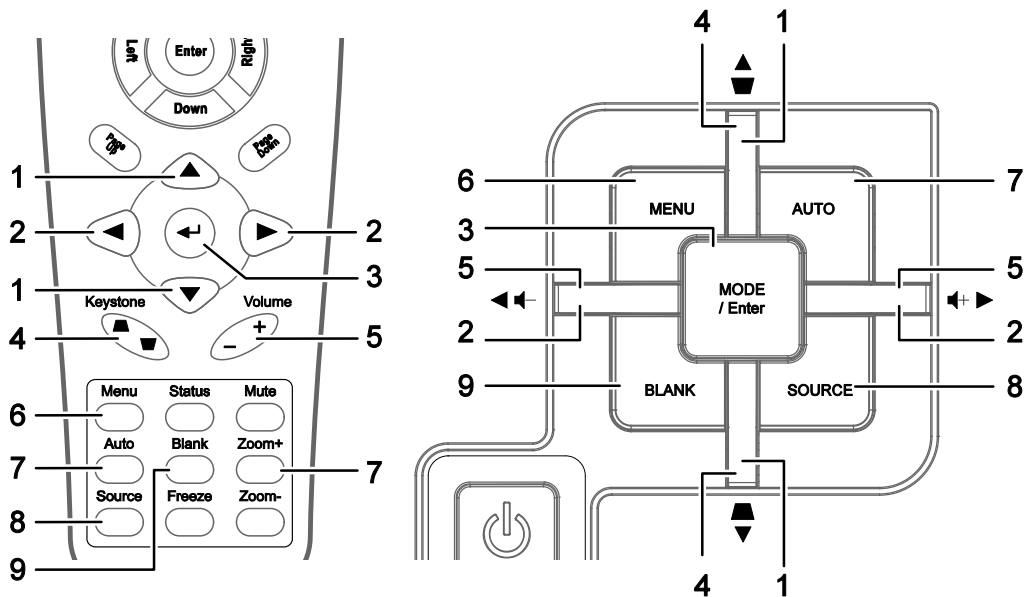 Left
Enter
Right
Down
Page
Up
Page
Down
1
2
2
3
1
Keystone
Volume
4
5
Menu
Status
Mute
6
Auto
Blank
Zoom+
7
7
Source
Freeze
Zoom-
8
9
4
1
6
7
MENU
AUTO
3
5
5
MODE
/ Enter
2
2
9
8
BLANK
SOURCE
4
1